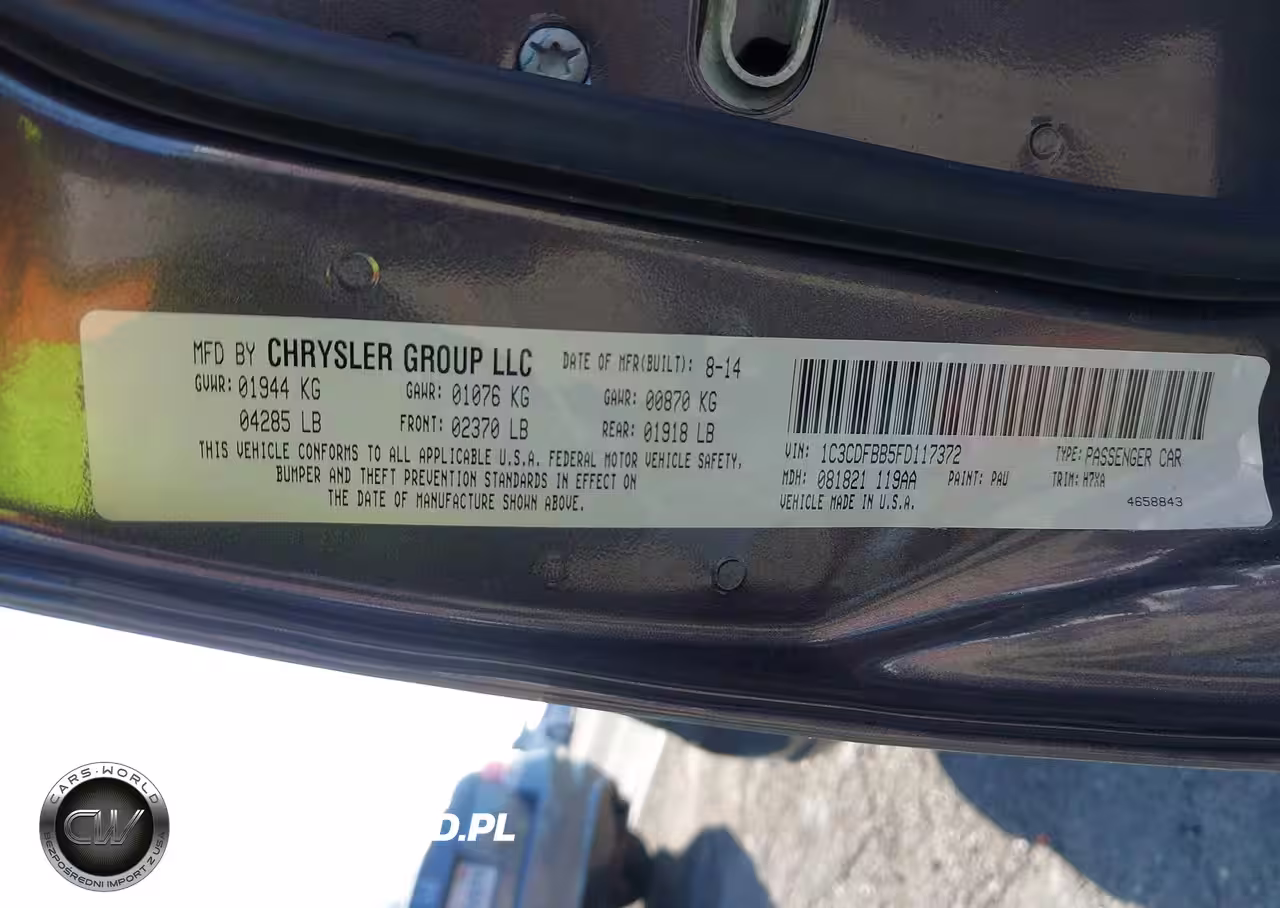 MFD BY CHRYSLER GROUP LLC DATE OF MFR(BUILT): 8-14
GVWR: 01944 KG GAWR: 01076 KG GAWR: 00870 KG
04285 LB FRONT: 02370 LB REAR: 01918 LB
THIS VEHICLE CONFORMS TO ALL APPLICABLE U.S.A. FEDERAL MOTOR VEHICLE SAFETY,
BUMPER AND THEFT PREVENTION STANDARDS IN EFFECT ON
THE DATE OF MANUFACTURE SHOWN ABOVE.
VIN: 1C3CDFBB5FD117372 TYPE: PASSENGER CAR
MDH: 081821 119AA PAINT: PAU TRIM: H7XA
VEHICLE MADE IN U.S.A. 4658843
CARS-WORLD
CW
BEZPOŚREDNI IMPORT Z USA
D.PL